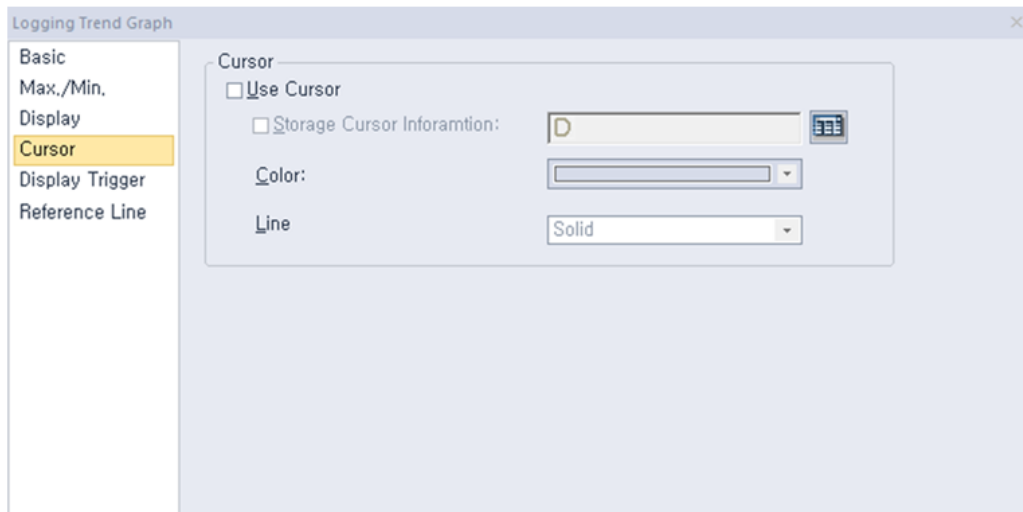 Logging Trend Graph
Basic
Max./Min.
Display
Cursor
Display Trigger
Reference Line
Cursor
Use Cursor
Storage Cursor Inforamtion:
D
Color:
Line
Solid